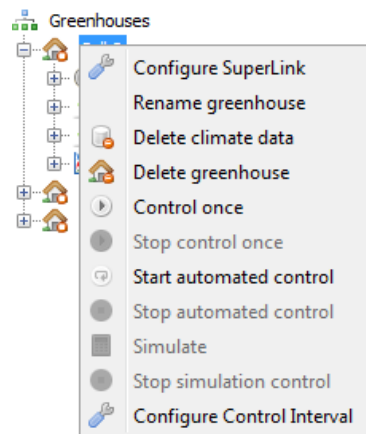 Greenhouses
Configure SuperLink
Rename greenhouse
Delete climate data
Delete greenhouse
Control once
Stop control once
Start automated control
Stop automated control
Simulate
Stop simulation control
Configure Control Interval